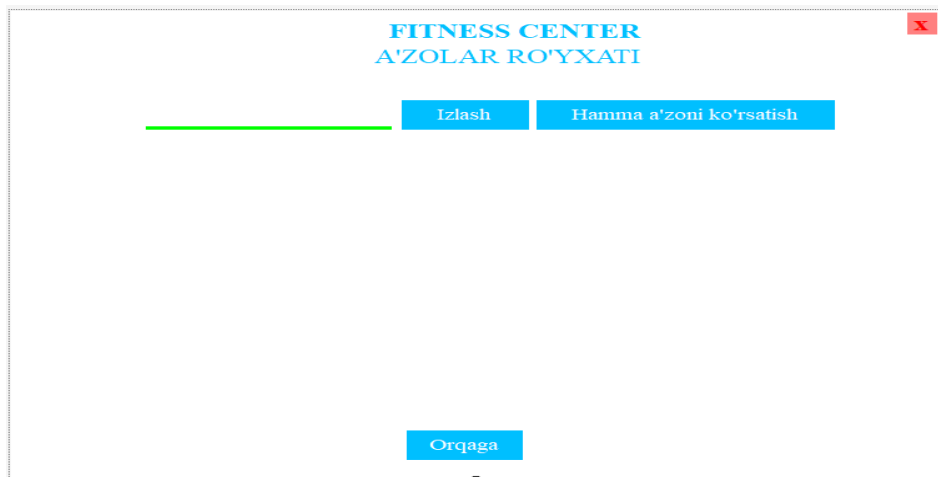 FITNESS CENTER
x
A'ZOLAR RO'YXATI
Izlash
Hamma a'zoni ko'rsatish
Orqaga